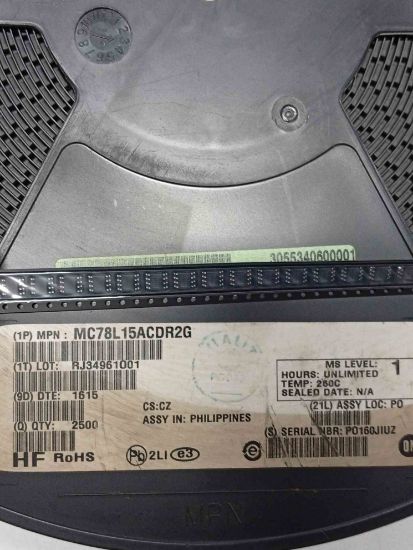 3055340600001
(1P) MPN : MC78L15ACDR2G
(1T) LOT: RJ34961001
(9D) DTE: 1615
(Q) QTY: 2500
CS:CZ
ASSY IN: PHILIPPINES
MS LEVEL: 1
HOURS: UNLIMITED
TEMP: 260C
SEALED DATE: N/A
(21L) ASSY LOC: PO
(S) SERIAL NBR: PO160JIUZ
HF RoHS
Pb 2LI e3
e